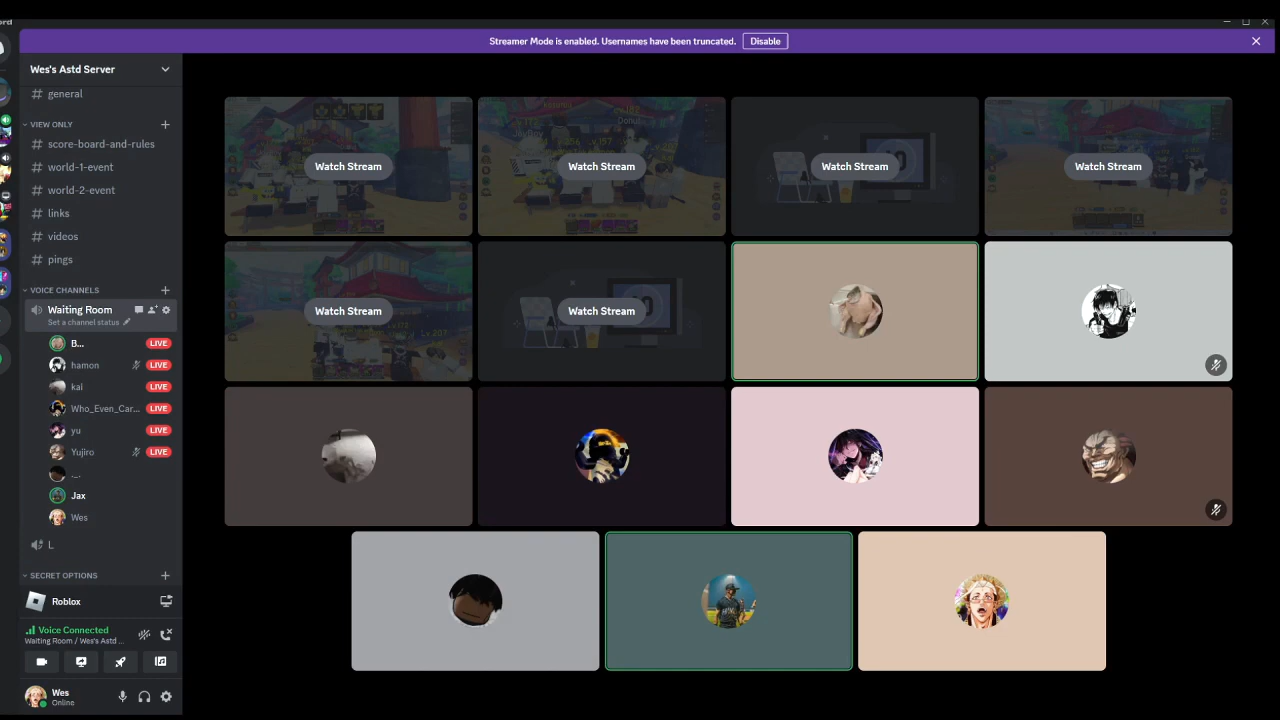 ord
Streamer Mode is enabled. Usernames have been truncated. Disable
Wes's Astd Server
general
VIEW ONLY
score-board-and-rules
world-1-event
world-2-event
links
videos
pings
VOICE CHANNELS
Waiting Room
Set a channel status
B... LIVE
hamon LIVE
kai LIVE
Who_Even_Car... LIVE
yu LIVE
Yujiro LIVE
...
Jax
Wes
L
SECRET OPTIONS
Roblox
Voice Connected
Waiting Room / Wes's Astd ...
Wes
Online
Watch Stream
Watch Stream
Watch Stream
Watch Stream
Watch Stream
Watch Stream
Donut